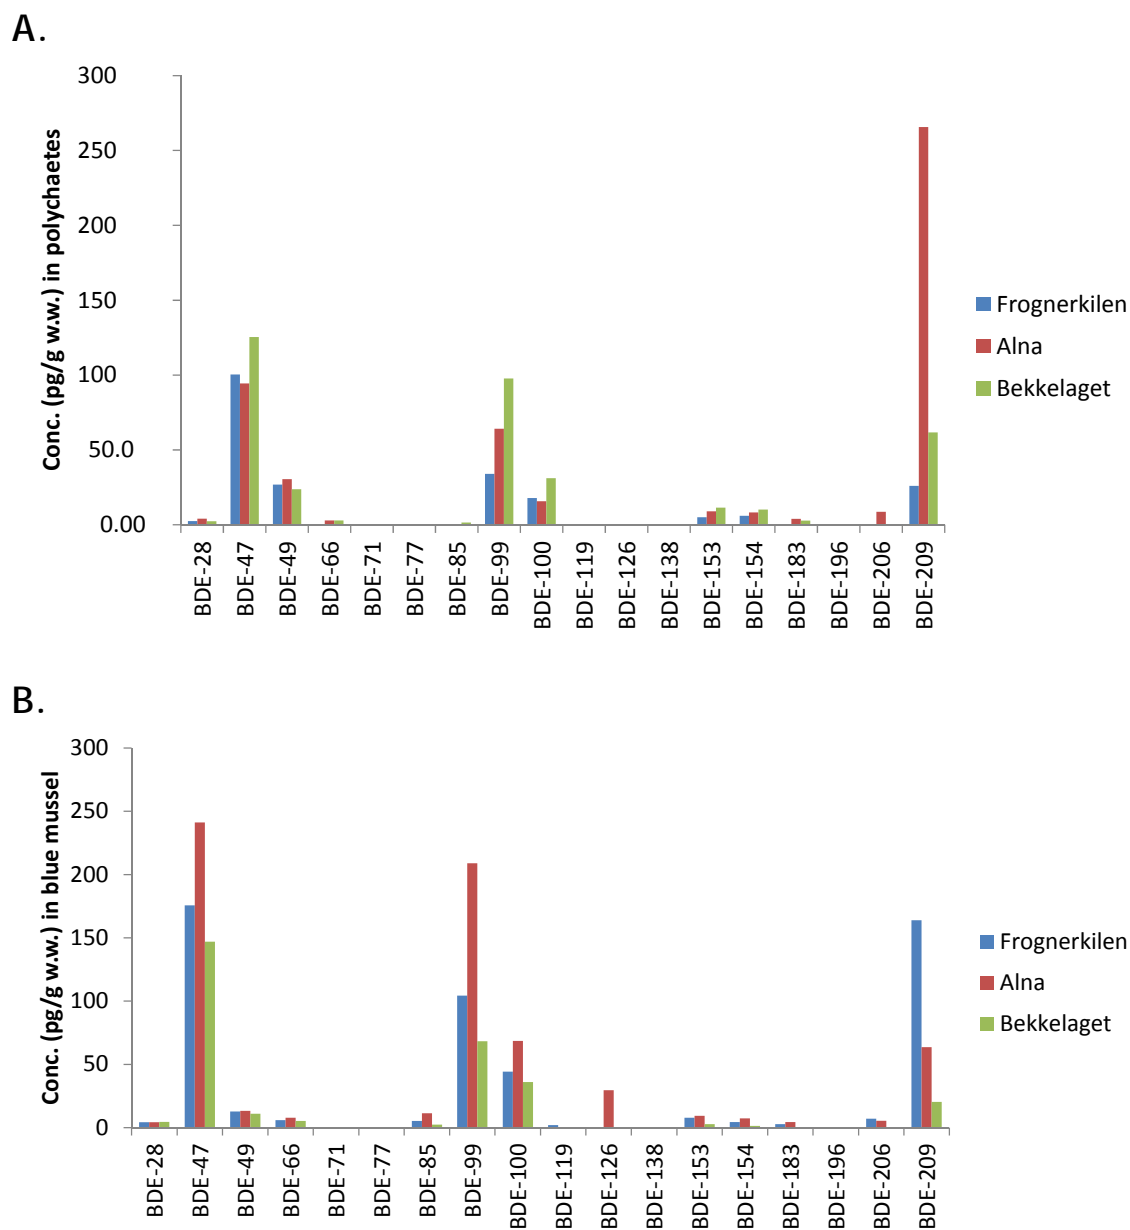 A.
300
250
200
150
100
50.0
0.00
Conc. (pg/g w.w.) in polychaetes
BDE-28
BDE-47
BDE-49
BDE-66
BDE-71
BDE-77
BDE-85
BDE-99
BDE-100
BDE-119
BDE-126
BDE-138
BDE-153
BDE-154
BDE-183
BDE-196
BDE-206
BDE-209
Frognerkilen
Alna
Bekkelaget
B.
300
250
200
150
100
50
0
Conc. (pg/g w.w.) in blue mussel
BDE-28
BDE-47
BDE-49
BDE-66
BDE-71
BDE-77
BDE-85
BDE-99
BDE-100
BDE-119
BDE-126
BDE-138
BDE-153
BDE-154
BDE-183
BDE-196
BDE-206
BDE-209
Frognerkilen
Alna
Bekkelaget